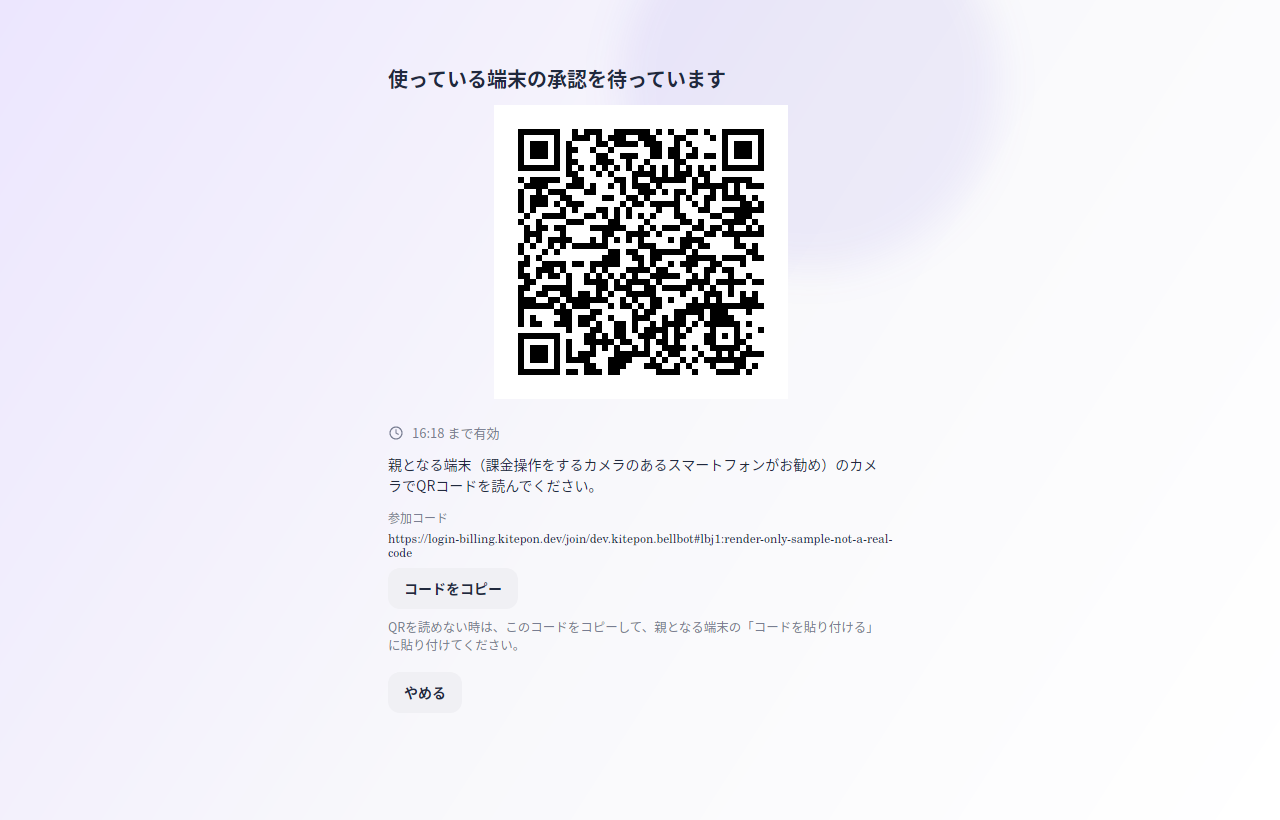 使っている端末の承認を待っています
16:18 まで有効
親となる端末（課金操作をするカメラのあるスマートフォンがお勧め）のカメ
ラでQRコードを読んでください。
参加コード
https://login-billing.kitepon.dev/join/dev.kitepon.bellbot#lbj1:render-only-sample-not-a-real-
code
コードをコピー
QRを読めない時は、このコードをコピーして、親となる端末の「コードを貼り付ける」
に貼り付けてください。
やめる